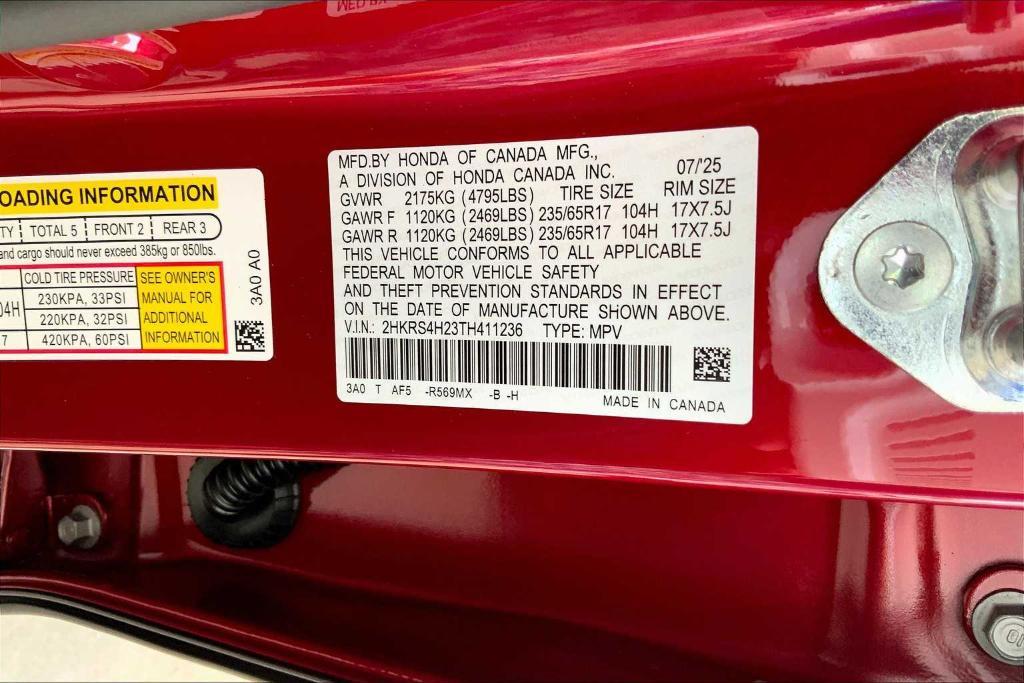 OADING INFORMATION
TY TOTAL 5 FRONT 2 REAR 3
and cargo should never exceed 385kg or 850lbs.
COLD TIRE PRESSURE
04H 230KPA, 33PSI
220KPA, 32PSI
7 420KPA, 60PSI
SEE OWNER'S
MANUAL FOR
ADDITIONAL
INFORMATION
3A0 A0
MFD.BY HONDA OF CANADA MFG.,
A DIVISION OF HONDA CANADA INC. 07/'25
GVWR 2175KG (4795LBS) TIRE SIZE RIM SIZE
GAWR F 1120KG (2469LBS) 235/65R17 104H 17X7.5J
GAWR R 1120KG (2469LBS) 235/65R17 104H 17X7.5J
THIS VEHICLE CONFORMS TO ALL APPLICABLE
FEDERAL MOTOR VEHICLE SAFETY
AND THEFT PREVENTION STANDARDS IN EFFECT
ON THE DATE OF MANUFACTURE SHOWN ABOVE.
V.I.N.: 2HKRS4H23TH411236 TYPE: MPV
3A0 T AF5 -R569MX -B -H
MADE IN CANADA